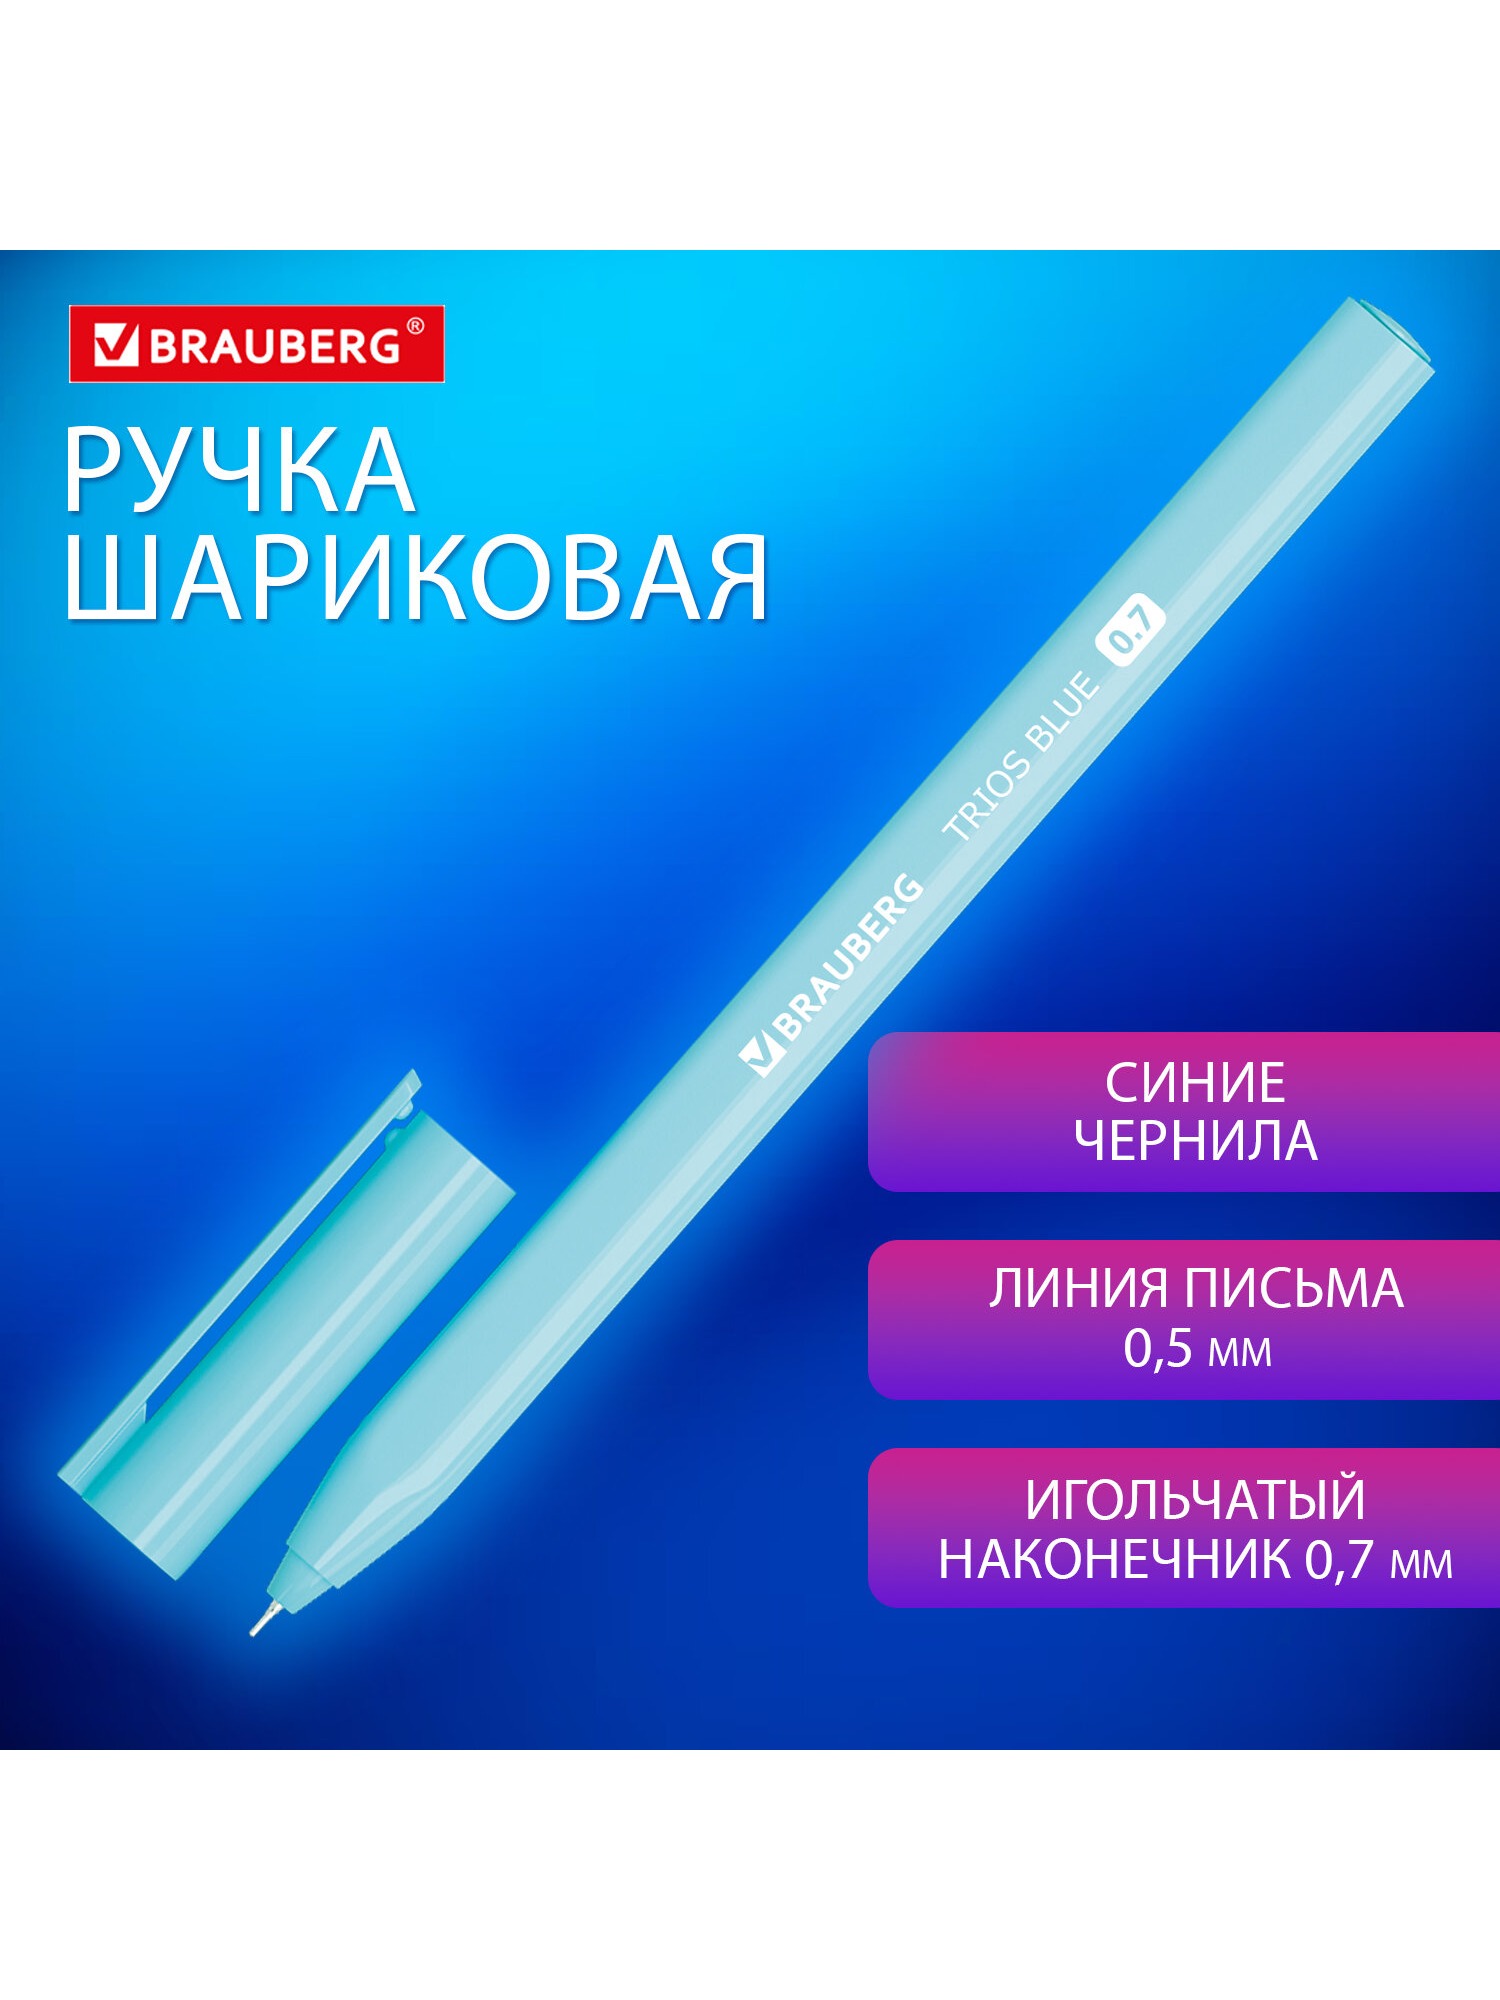 BRAUBERG®
РУЧКА
ШАРИКОВАЯ
BRAUBERG TRIOS BLUE 0.7
СИНИЕ
ЧЕРНИЛА
ЛИНИЯ ПИСЬМА
0,5 мм
ИГОЛЬЧАТЫЙ
НАКОНЕЧНИК 0,7 мм